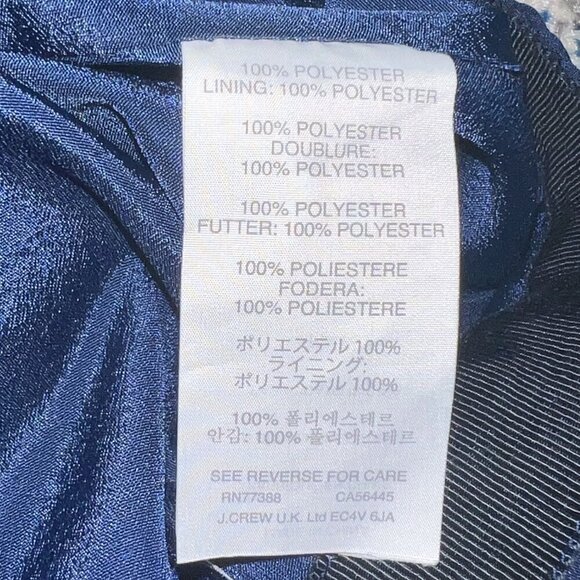 100% POLYESTER
LINING: 100% POLYESTER
100% POLYESTER
DOUBLURE:
100% POLYESTER
100% POLYESTER
FUTTER: 100% POLYESTER
100% POLIESTERE
FODERA:
100% POLIESTERE
ポリエステル 100%
ライニング:
ポリエステル 100%
100% 폴리에스테르
안감: 100% 폴리에스테르
SEE REVERSE FOR CARE
RN77388 CA56445
J.CREW U.K. Ltd EC4V 6JA